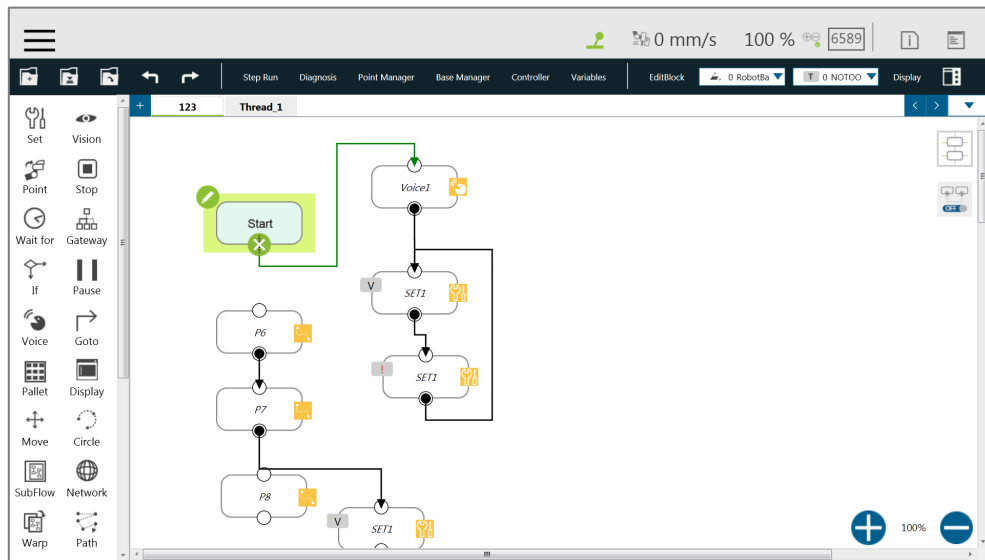 0 mm/s 100 % 6589
Step Run Diagnosis Point Manager Base Manager Controller Variables EditBlock 0 RobotBa T 0 NOTOO Display
123 Thread_1
Set Vision
Point Stop
Wait for Gateway
If Pause
Voice Goto
Pallet Display
Move Circle
SubFlow Network
Warp Path
Voice1
Start
OFF
V
SET1
P6
!
SET1
P7
P8
V
SET1
100%